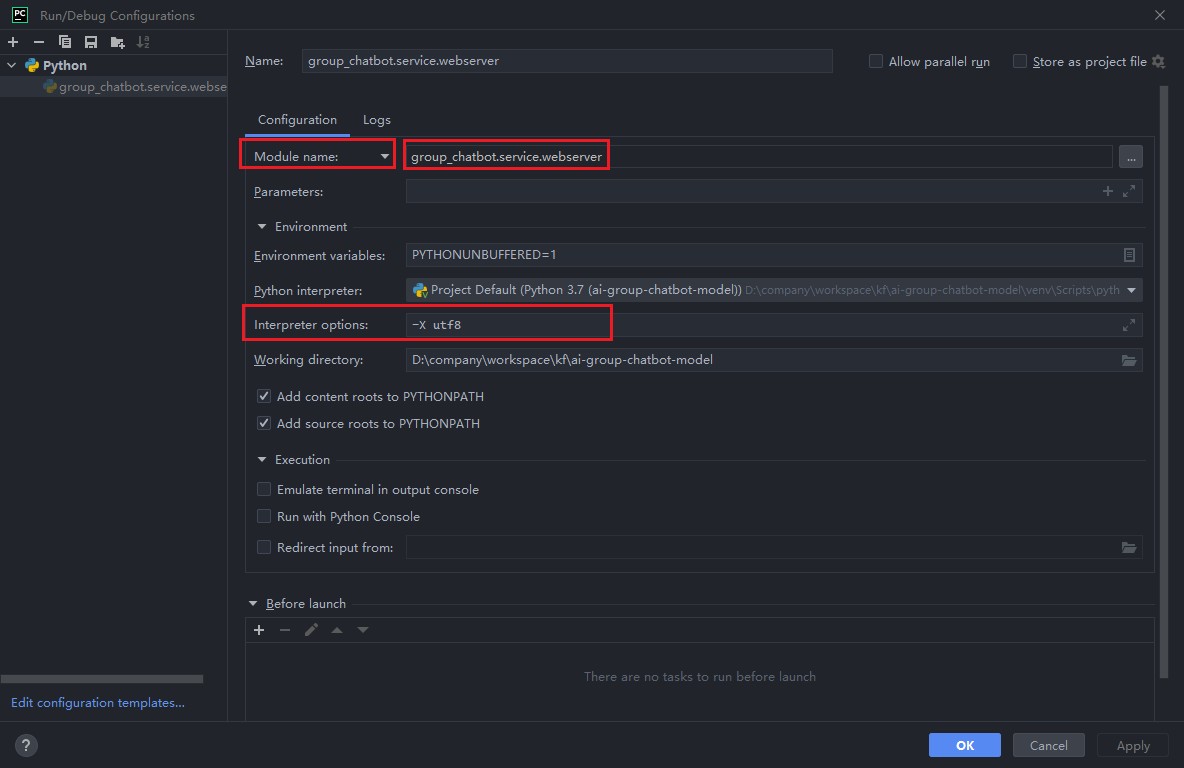 PC Run/Debug Configurations
Python
group_chatbot.service.webse
Edit configuration templates...
Name: group_chatbot.service.webserver Allow parallel run Store as project file
Configuration Logs
Module name: group_chatbot.service.webserver ...
Parameters:
Environment
Environment variables: PYTHONUNBUFFERED=1
Python interpreter: Project Default (Python 3.7 (ai-group-chatbot-model)) D:\company\workspace\kf\ai-group-chatbot-model\venv\Scripts\pyth
Interpreter options: -X utf8
Working directory: D:\company\workspace\kf\ai-group-chatbot-model
Add content roots to PYTHONPATH
Add source roots to PYTHONPATH
Execution
Emulate terminal in output console
Run with Python Console
Redirect input from:
Before launch
There are no tasks to run before launch
? OK Cancel Apply